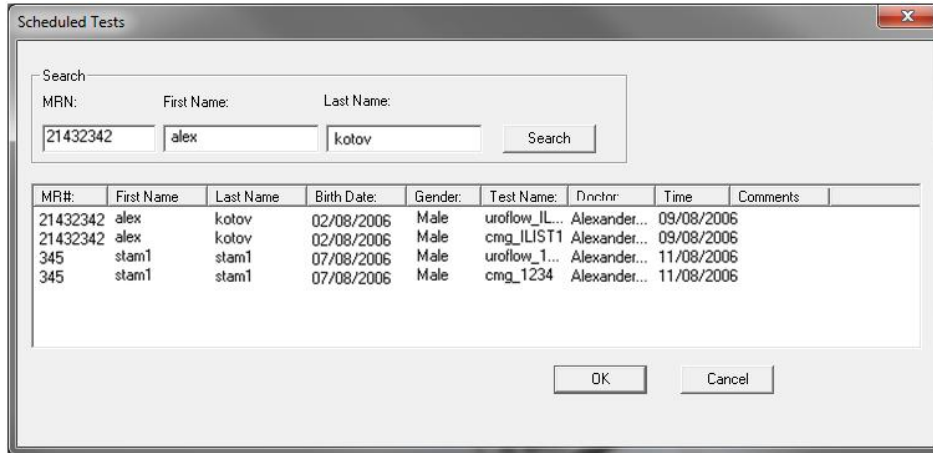 Scheduled Tests
Search
MRN: First Name: Last Name:
21432342 alex kotov Search
MR#: First Name Last Name Birth Date: Gender: Test Name: Doctor: Time Comments
21432342 alex kotov 02/08/2006 Male uroflow_IL... Alexander... 09/08/2006
21432342 alex kotov 02/08/2006 Male cmg_ILIST1 Alexander... 09/08/2006
345 stam1 stam1 07/08/2006 Male uroflow_1... Alexander... 11/08/2006
345 stam1 stam1 07/08/2006 Male cmg_1234 Alexander... 11/08/2006
OK Cancel